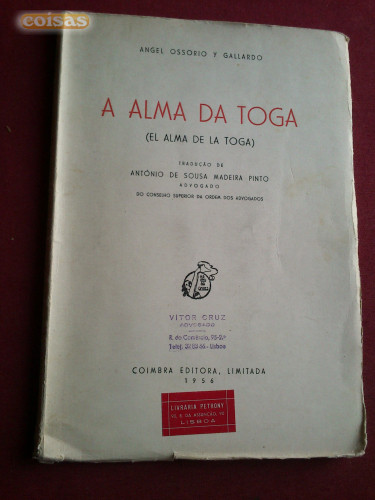 coisas
ANGEL OSSORIO Y GALLARDO
A ALMA DA TOGA
(EL ALMA DE LA TOGA)
TRADUÇÃO DE
ANTÓNIO DE SOUSA MADEIRA PINTO
ADVOGADO
DO CONSELHO SUPERIOR DA ORDEM DOS ADVOGADOS
VITOR CRUZ
ADVOGADO
Lisboa
COIMBRA EDITORA, LIMITADA
1956
LIVRARIA PETRONY
LISBOA